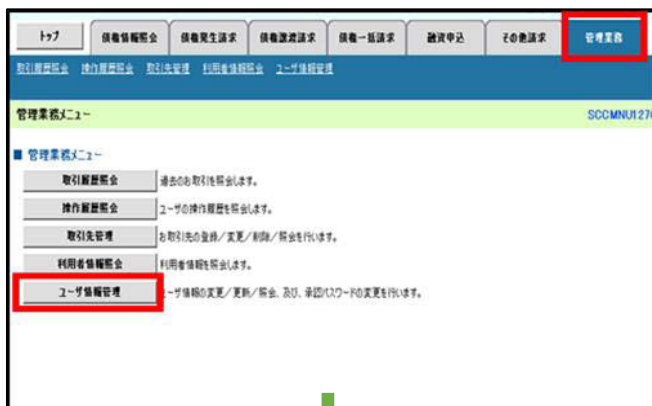 トップ 債権情報照会 債権発生請求 債権譲渡請求 債権一括請求 融資申込 その他請求 管理業務
取引履歴照会 操作履歴照会 取引先管理 利用者情報照会 ユーザ情報管理
管理業務メニュー SCCMNU1270
■ 管理業務メニュー
取引履歴照会 過去のお取引を照会します。
操作履歴照会 ユーザの操作履歴を照会します。
取引先管理 お取引先の登録／変更／削除／照会を行います。
利用者情報照会 利用者情報を照会します。
ユーザ情報管理 ユーザ情報の変更／更新／照会、及び、承認パスワードの変更を行います。